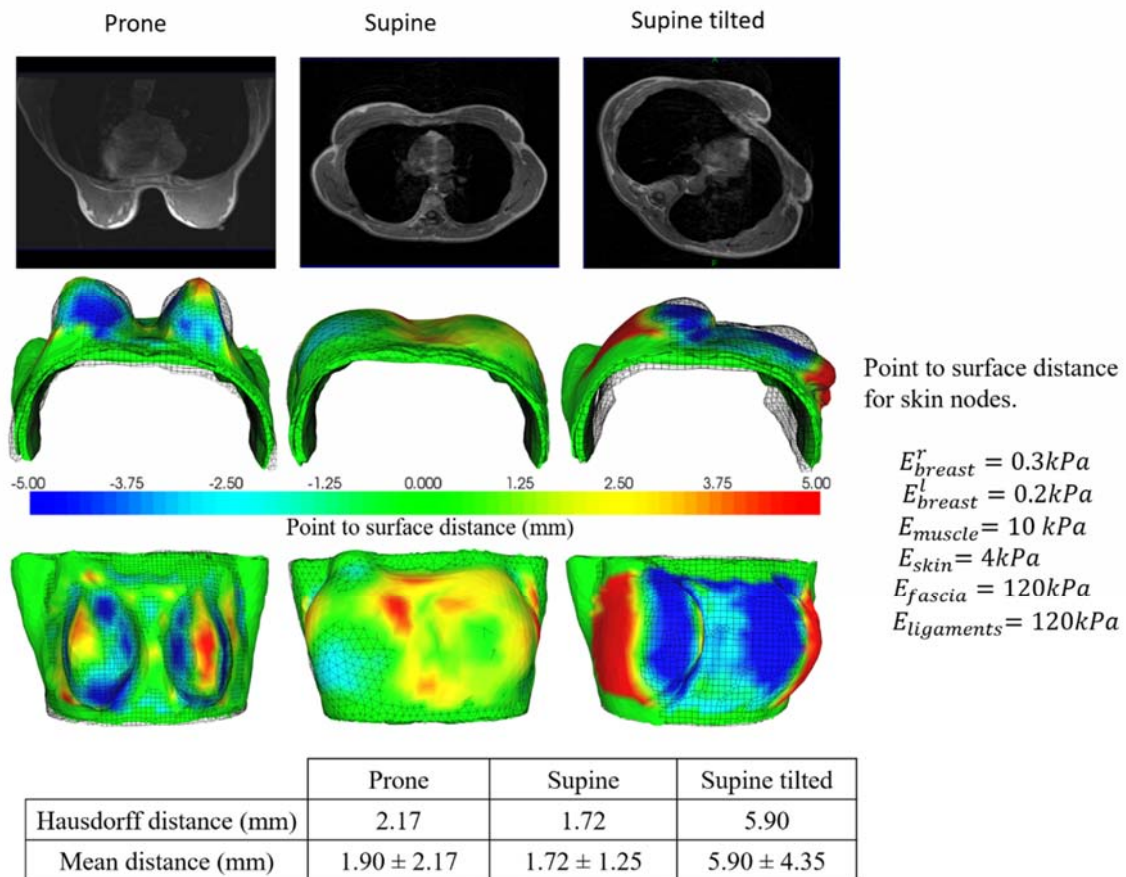 Prone Supine Supine tilted
A
P
Point to surface distance
for skin nodes.
E^r_breast = 0.3kPa
E^l_breast = 0.2kPa
E_muscle = 10 kPa
E_skin = 4kPa
E_fascia = 120kPa
E_ligaments = 120kPa
-5.00 -3.75 -2.50 -1.25 0.000 1.25 2.50 3.75 5.00
Point to surface distance (mm)
Prone Supine Supine tilted
Hausdorff distance (mm) 2.17 1.72 5.90
Mean distance (mm) 1.90 ± 2.17 1.72 ± 1.25 5.90 ± 4.35